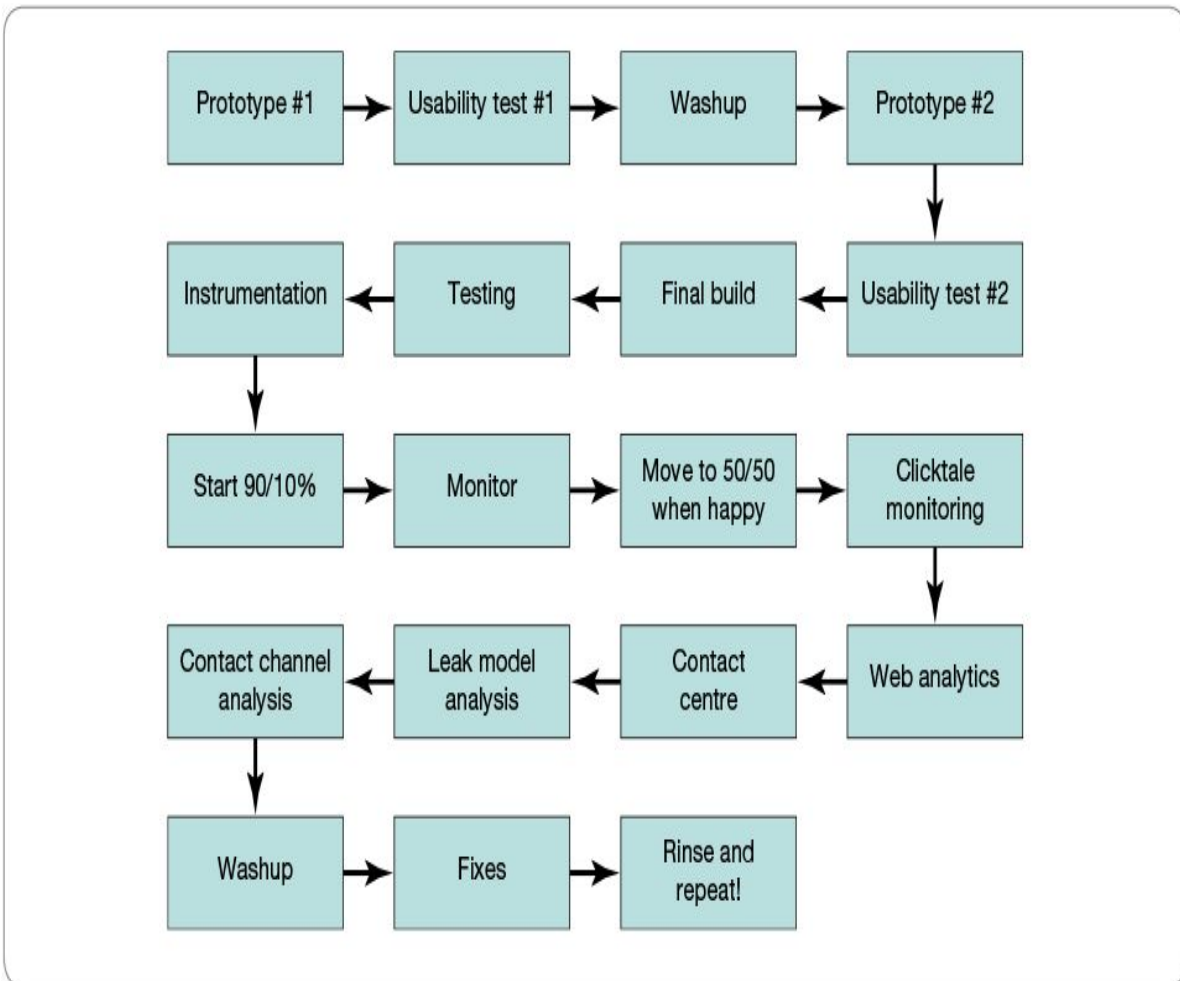 Prototype #1
Usability test #1
Washup
Prototype #2
Usability test #2
Final build
Testing
Instrumentation
Start 90/10%
Monitor
Move to 50/50
when happy
Clicktale
monitoring
Web analytics
Contact
centre
Leak model
analysis
Contact channel
analysis
Washup
Fixes
Rinse and
repeat!